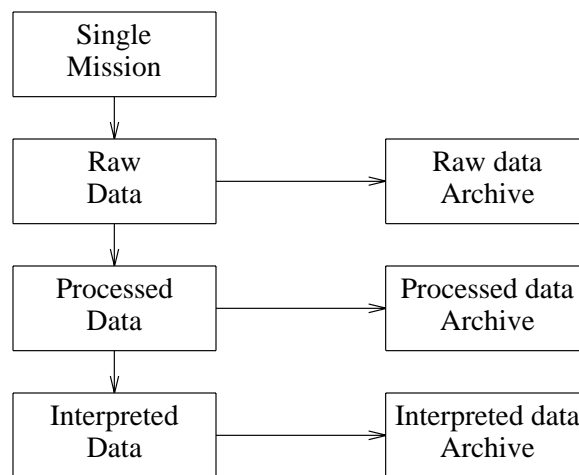 Single
Mission
Raw
Data
Raw data
Archive
Processed
Data
Processed data
Archive
Interpreted
Data
Interpreted data
Archive